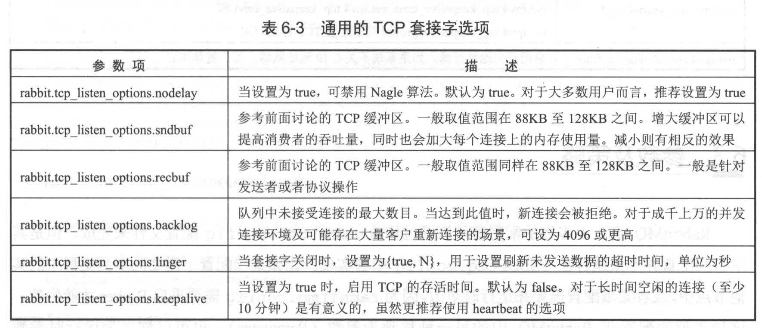 表 6-3 通用的 TCP 套接字选项
参 数 项
描 述
rabbit.tcp_listen_options.nodelay
当设置为 true，可禁用 Nagle 算法。默认为 true。对于大多数用户而言，推荐设置为 true
rabbit.tcp_listen_options.sndbuf
参考前面讨论的 TCP 缓冲区。一般取值范围在 88KB 至 128KB 之间。增大缓冲区可以
提高消费者的吞吐量，同时也会加大每个连接上的内存使用量。减小则有相反的效果
rabbit.tcp_listen_options.recbuf
参考前面讨论的 TCP 缓冲区。一般取值范围同样在 88KB 至 128KB 之间。一般是针对
发送者或者协议操作
rabbit.tcp_listen_options.backlog
队列中未接受连接的最大数目。当达到此值时，新连接会被拒绝。对于成千上万的并发
连接环境及可能存在大量客户重新连接的场景，可设为 4096 或更高
rabbit.tcp_listen_options.linger
当套接字关闭时，设置为{true, N}，用于设置刷新未发送数据的超时时间，单位为秒
rabbit.tcp_listen_options.keepalive
当设置为 true 时，启用 TCP 的存活时间。默认为 false。对于长时间空闲的连接（至少
10 分钟）是有意义的，虽然更推荐使用 heartbeat 的选项